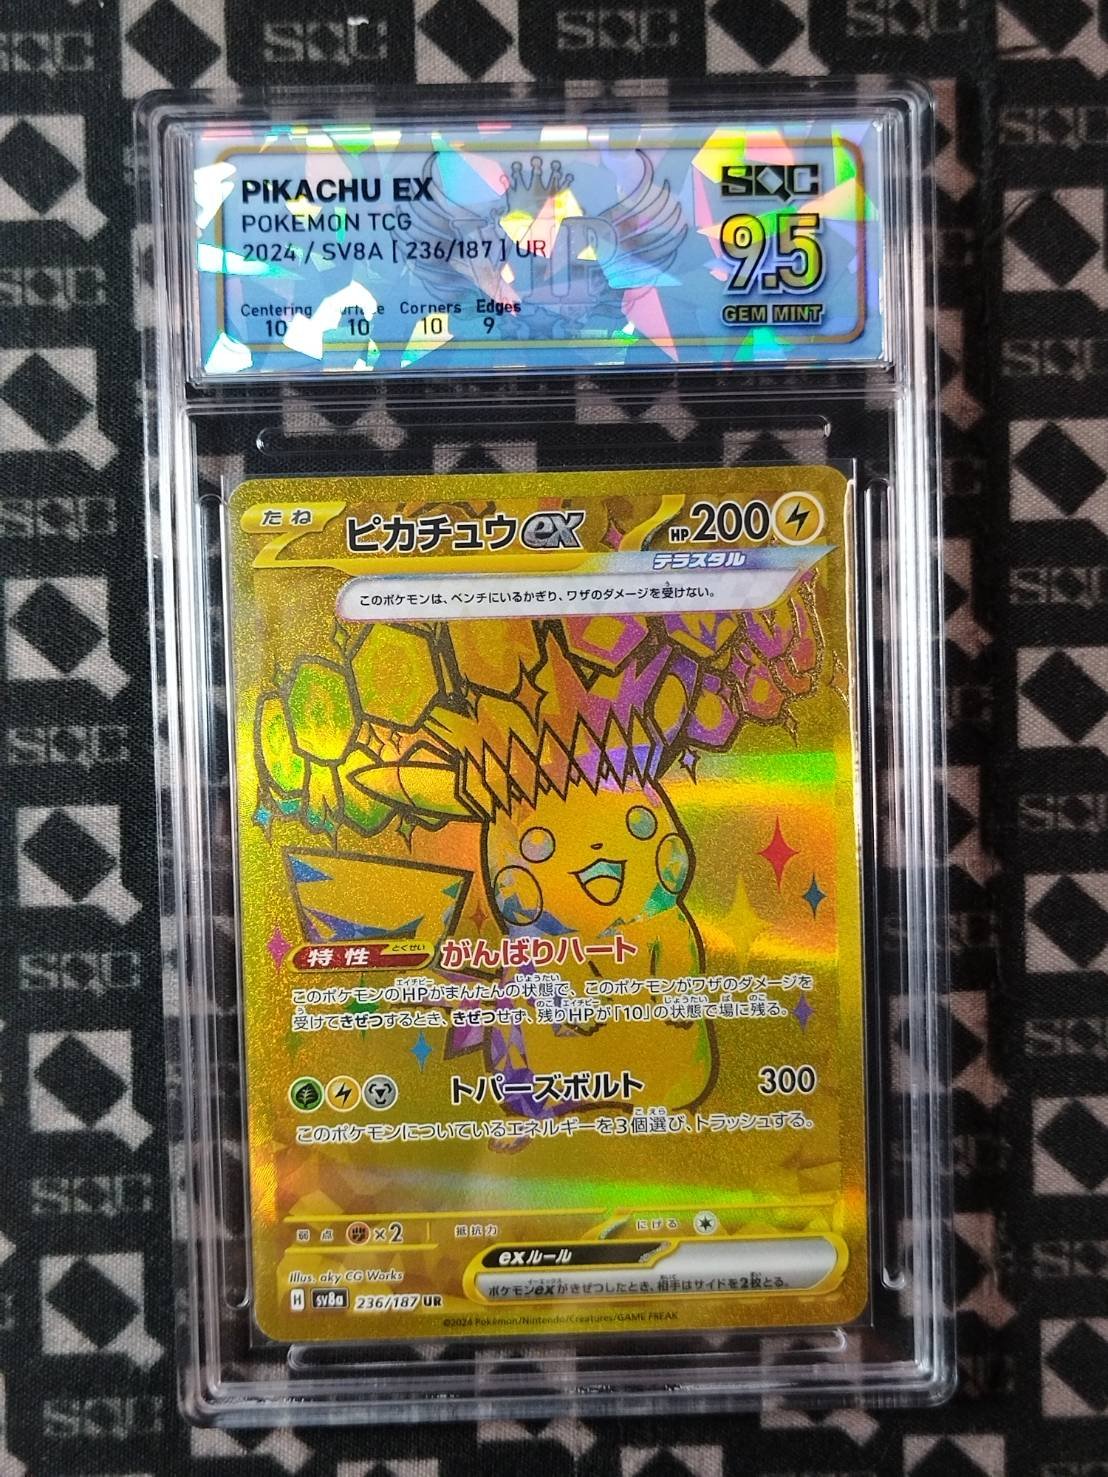 PIKACHU EX
POKEMON TCG
2024 / SV8A [ 236/187 ] UR
Centering Corners Edges
10 10 10 9
SQC
9.5
GEM MINT
たね
ピカチュウex
HP200
テラスタル
このポケモンは、ベンチにいるかぎり、ワザのダメージを受けない。
特性 とくせい がんばりハート
このポケモンのHPがまんたんの状態で、このポケモンがワザのダメージを
受けてきぜつするとき、きぜつせず、残りHPが「10」の状態で場に残る。
トパーズボルト 300
このポケモンについているエネルギーを3個選び、トラッシュする。
弱点 ×2 抵抗力 にげる
exルール
ポケモンexがきぜつしたとき、相手はサイドを2枚とる。
Illus. aky CG Works
H sv8a 236/187 UR
©2024 Pokémon/Nintendo/Creatures/GAME FREAK